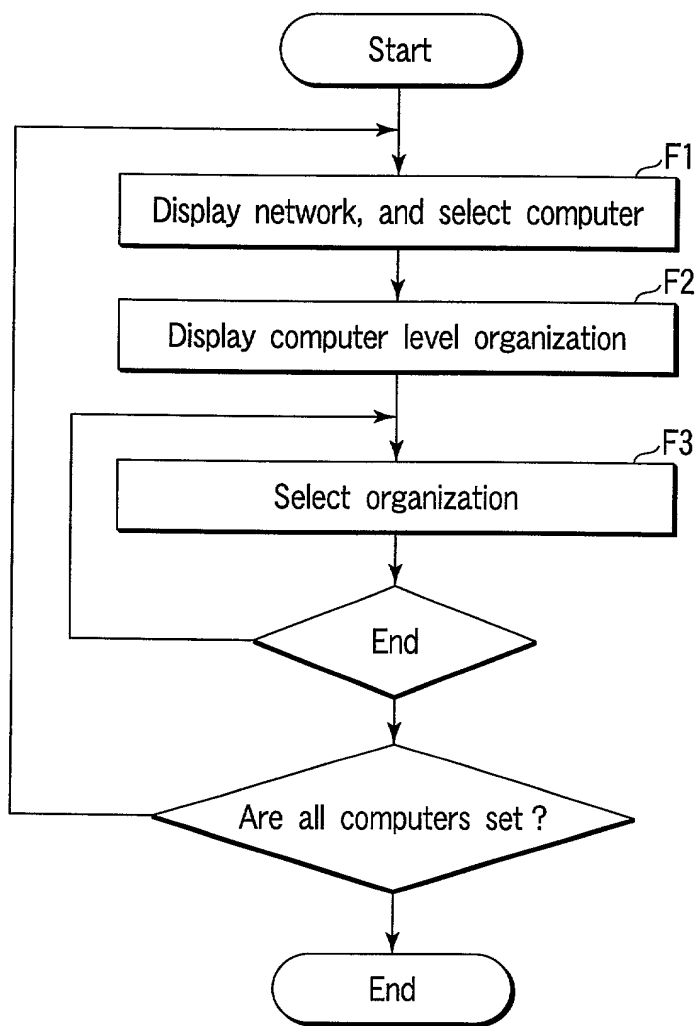 Start
F1
Display network, and select computer
F2
Display computer level organization
F3
Select organization
End
Are all computers set ?
End